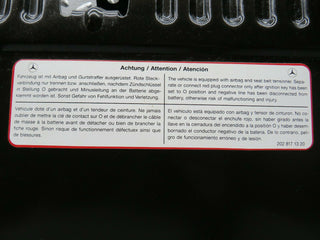 Achtung / Attention / Atención
Fahrzeug ist mit Airbag und Gurtstraffer ausgerüstet. Rote Steck-
verbindung nur trennen bzw. anschließen, nachdem Zündschlüssel
in Stellung O gebracht und Minusleitung an der Batterie abge-
klemmt worden ist. Sonst Gefahr von Fehlfunktion und Verletzung.
The vehicle is equipped with airbag and seat belt tensioner. Sepa-
rate or connect red plug connector only after ignition key has been
set to O position and negative line has been disconnected from
battery, otherwise risk of malfunctioning and injury.
Véhicule doté d'un airbag et d'un tendeur de ceinture. Ne jamais
oublier de mettre la clé de contact sur O et de débrancher le câble
de masse à la batterie avant de détacher ou bien de brancher la
fiche rouge. Sinon risque de fonctionnement défectueux ainsi que
de blessures.
El vehículo está equipado con airbag y tensor de cinturón. No co-
nectar o desconectar el enchufe rojo, sin haber girado antes la
llave en la cerradura del encendido a la posición O y haber desem-
bornado el conductor negativo de la batería. De lo contrario, peli-
gro de funcionamiento erróneo y de lesión.
202 817 13 20